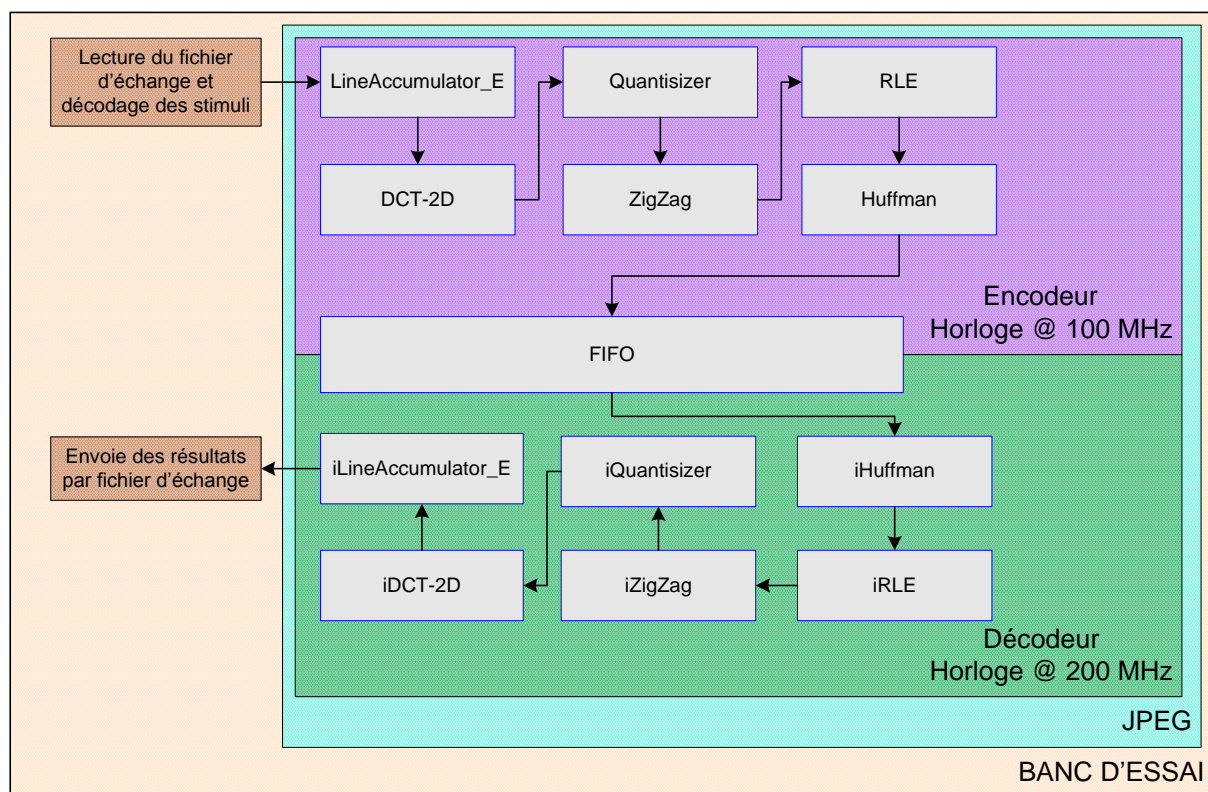 Lecture du fichier
d'échange et
décodage des stimuli
LineAccumulator_E
Quantisizer
RLE
DCT-2D
ZigZag
Huffman
Encodeur
Horloge @ 100 MHz
FIFO
Envoie des résultats
par fichier d'échange
iLineAccumulator_E
iQuantisizer
iHuffman
iDCT-2D
iZigZag
iRLE
Décodeur
Horloge @ 200 MHz
JPEG
BANC D'ESSAI